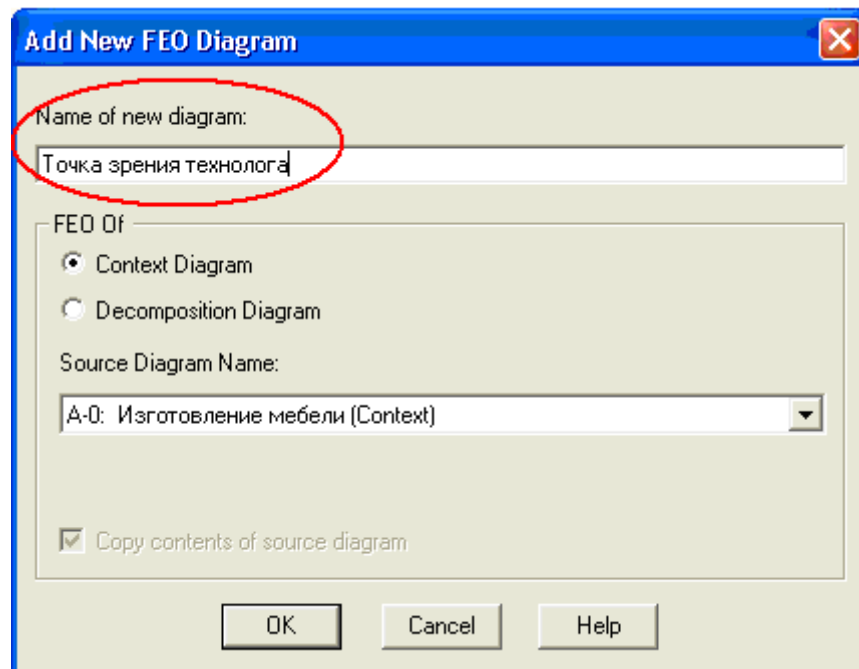 Add New FEO Diagram
Name of new diagram:
Точка зрения технолога
FEO Of
Context Diagram
Decomposition Diagram
Source Diagram Name:
А-0: Изготовление мебели (Context)
Copy contents of source diagram
OK
Cancel
Help